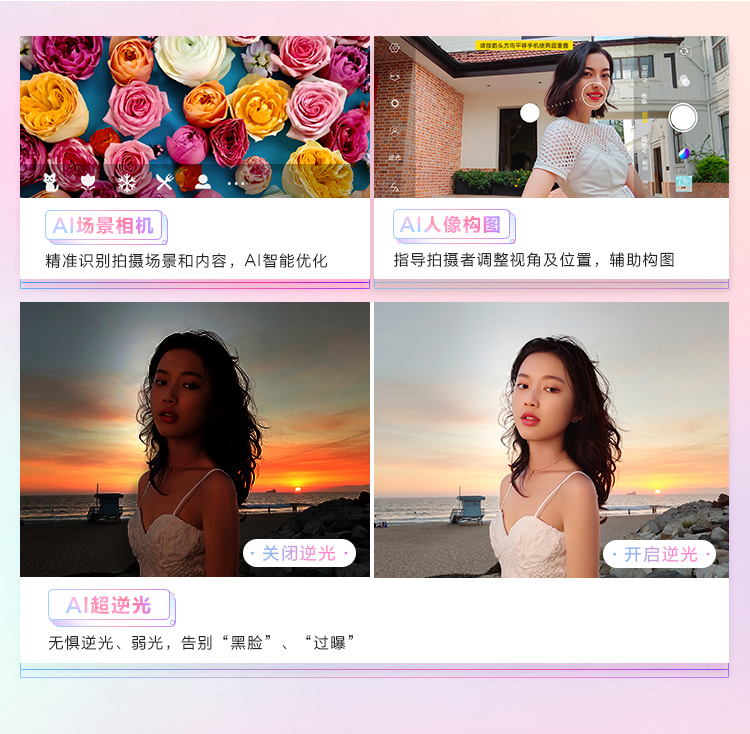 请按箭头方向平移手机使两圆重叠
逆光
AI场景相机
精准识别拍摄场景和内容，AI智能优化
AI人像构图
指导拍摄者调整视角及位置，辅助构图
· 关闭逆光 ·
· 开启逆光 ·
AI超逆光
无惧逆光、弱光，告别“黑脸”、“过曝”